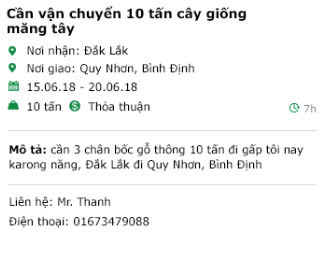 Cần vận chuyển 10 tấn cây giống
măng tây
Nơi nhận: Đắk Lắk
Nơi giao: Quy Nhơn, Bình Định
15.06.18 - 20.06.18
10 tấn Thỏa thuận 7h
Mô tả: cần 3 chân bốc gỗ thông 10 tấn đi gấp tôi nay
karong năng, Đắk Lắk đi Quy Nhơn, Bình Định
Liên hệ: Mr. Thanh
Điện thoại: 01673479088